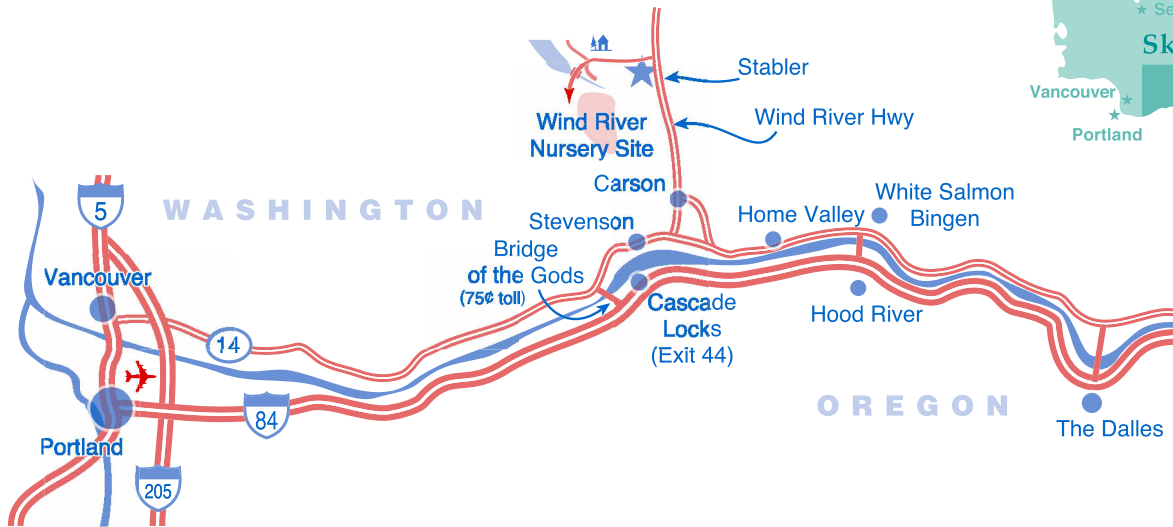 Se
Sk
Vancouver
Portland
Stabler
Wind River Hwy
Wind River
Nursery Site
Carson
WASHINGTON
5
White Salmon
Bingen
Home Valley
Stevenson
Bridge
of the Gods
(75¢ toll)
Vancouver
Cascade
Locks
(Exit 44)
Hood River
14
84
OREGON
The Dalles
Portland
205